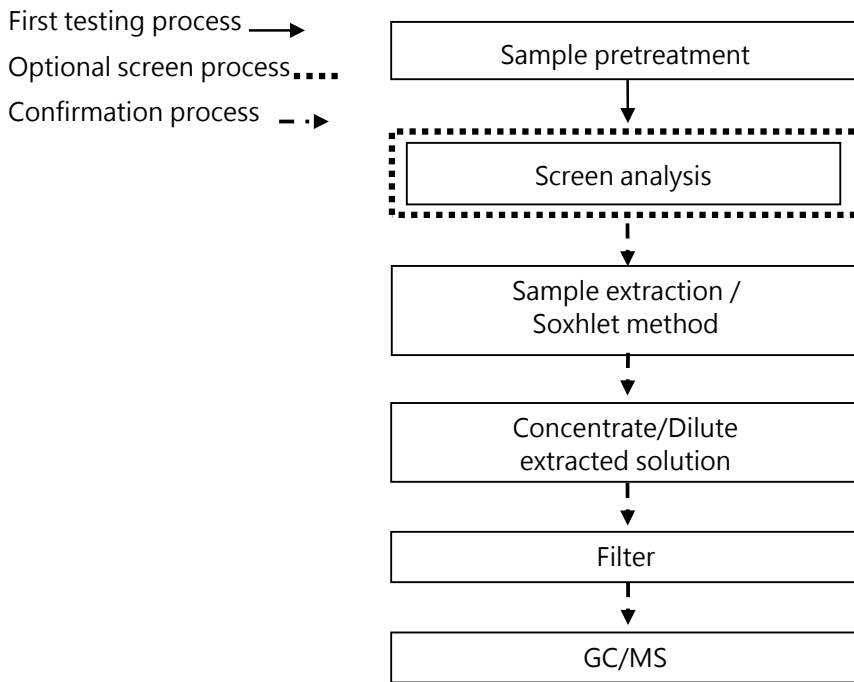 First testing process
Optional screen process
Confirmation process
Sample pretreatment
Screen analysis
Sample extraction /
Soxhlet method
Concentrate/Dilute
extracted solution
Filter
GC/MS